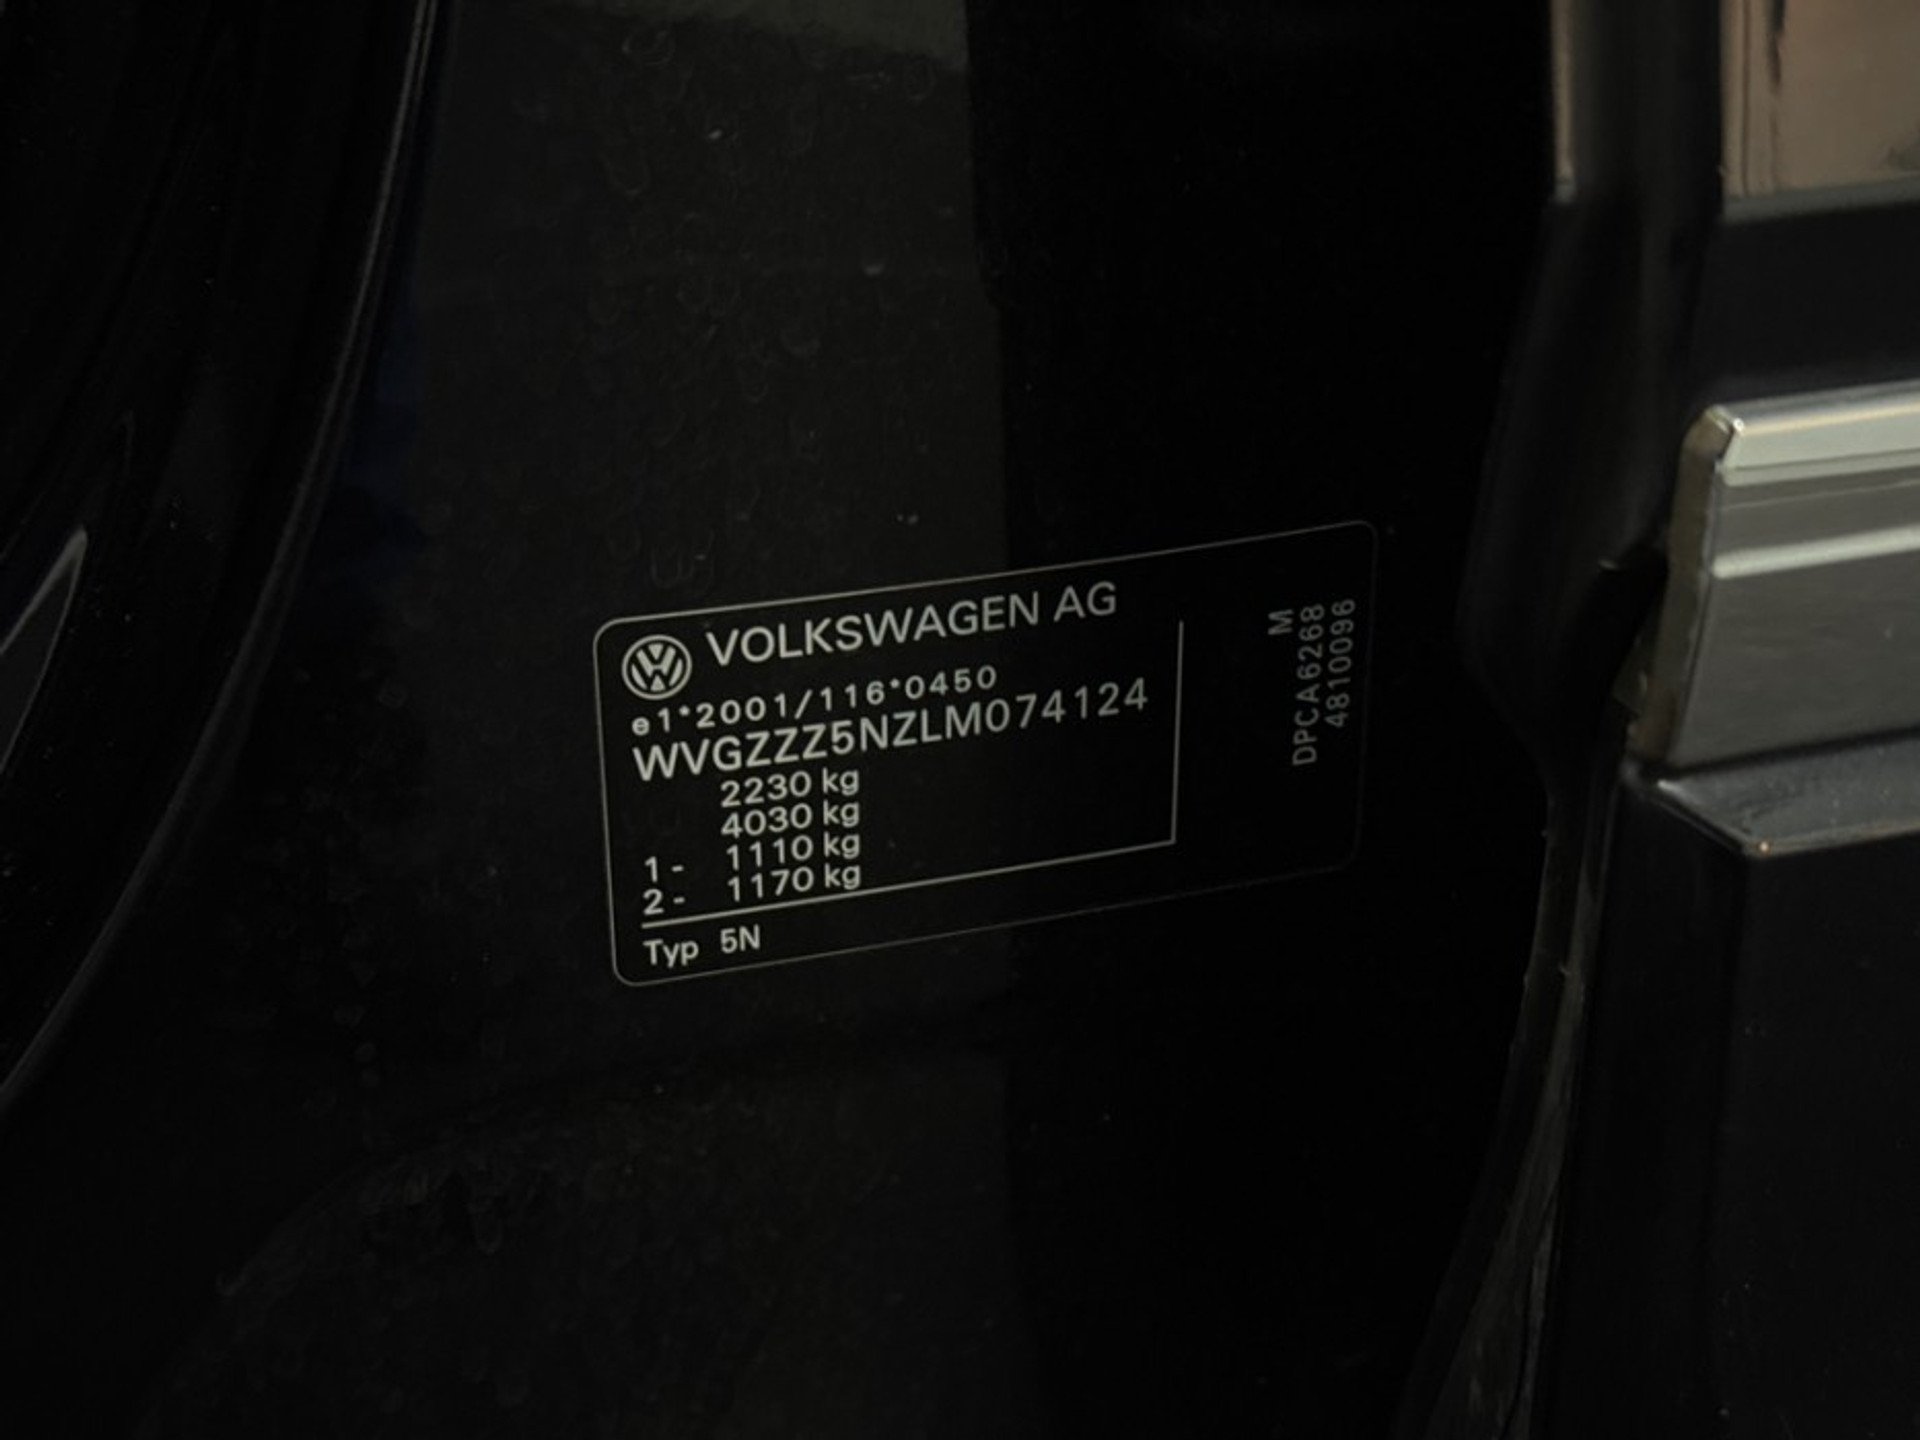 VOLKSWAGEN AG
e1*2001/116*0450
WVGZZZ5NZLM074124
2230 kg
4030 kg
1- 1110 kg
2- 1170 kg
Typ 5N
M
DPCA6268
4810096